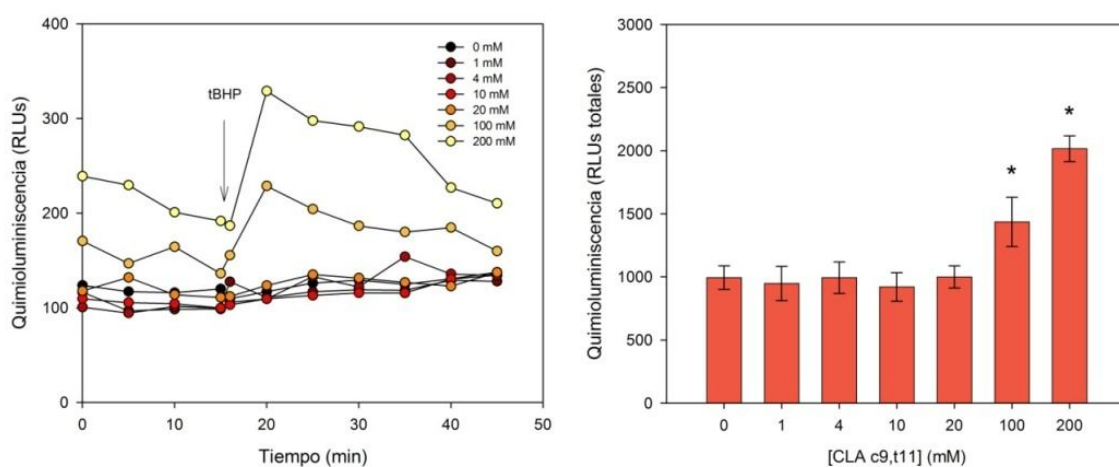 400
300
200
100
0
Quimioluminiscencia (RLUs)
tBHP
0 mM
1 mM
4 mM
10 mM
20 mM
100 mM
200 mM
0 10 20 30 40 50
Tiempo (min)
3000
2500
2000
1500
1000
500
0
Quimioluminiscencia (RLUs totales)
*
*
0 1 4 10 20 100 200
[CLA c9,t11] (mM)